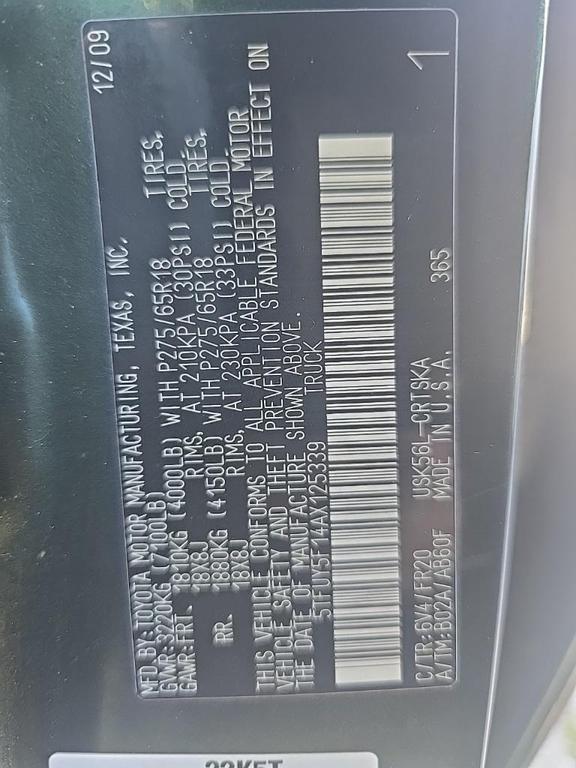 MFD BY:TOYOTA MOTOR MANUFACTURING, TEXAS, INC. 12/09
GVWR:3220KG (7100LB)
GAWR:FRT. 1810KG (4000LB) WITH P275/65R18 TIRES,
18X8J RIMS, AT 210KPA (30PSI) COLD.
RR. 1880KG (4150LB) WITH P275/65R18 TIRES,
18X8J RIMS, AT 230KPA (33PSI) COLD.
THIS VEHICLE CONFORMS TO ALL APPLICABLE FEDERAL MOTOR
VEHICLE SAFETY AND THEFT PREVENTION STANDARDS IN EFFECT ON
THE DATE OF MANUFACTURE SHOWN ABOVE.
5TFUY5F14AX125339 TRUCK
C/TR:6V4/FR20 USK56L-CRTSKA
A/TM:B02A/AB60F MADE IN U.S.A. 365 1